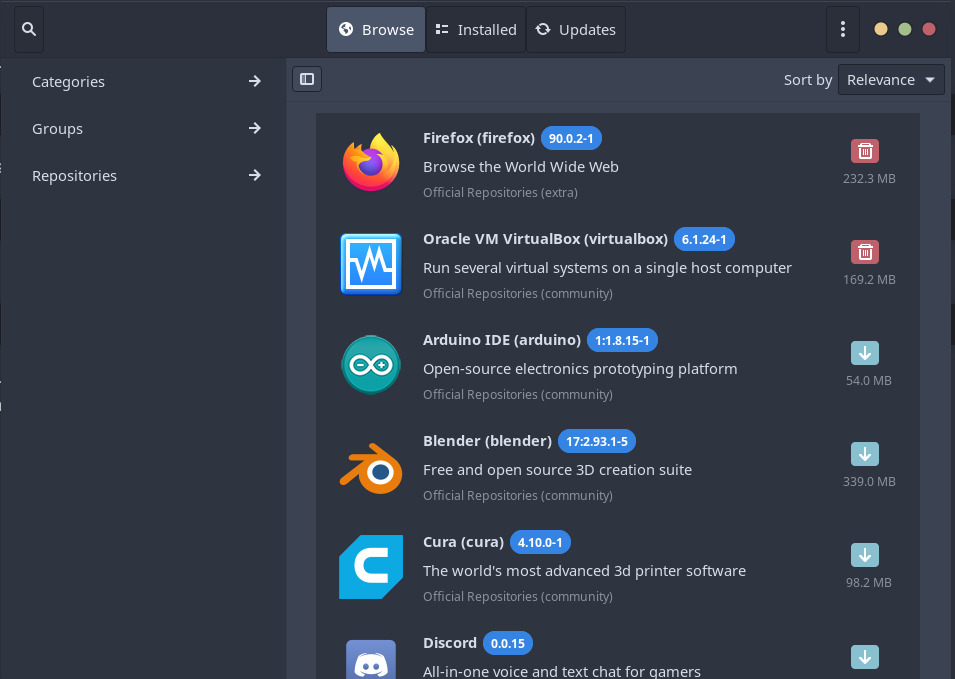 Browse
Installed
Updates
Categories
Groups
Repositories
Sort by
Relevance
Firefox (firefox) 90.0.2-1
Browse the World Wide Web
Official Repositories (extra)
232.3 MB
Oracle VM VirtualBox (virtualbox) 6.1.24-1
Run several virtual systems on a single host computer
Official Repositories (community)
169.2 MB
Arduino IDE (arduino) 1:1.8.15-1
Open-source electronics prototyping platform
Official Repositories (community)
54.0 MB
Blender (blender) 17:2.93.1-5
Free and open source 3D creation suite
Official Repositories (community)
339.0 MB
Cura (cura) 4.10.0-1
The world's most advanced 3d printer software
Official Repositories (community)
98.2 MB
Discord 0.0.15
All-in-one voice and text chat for gamers